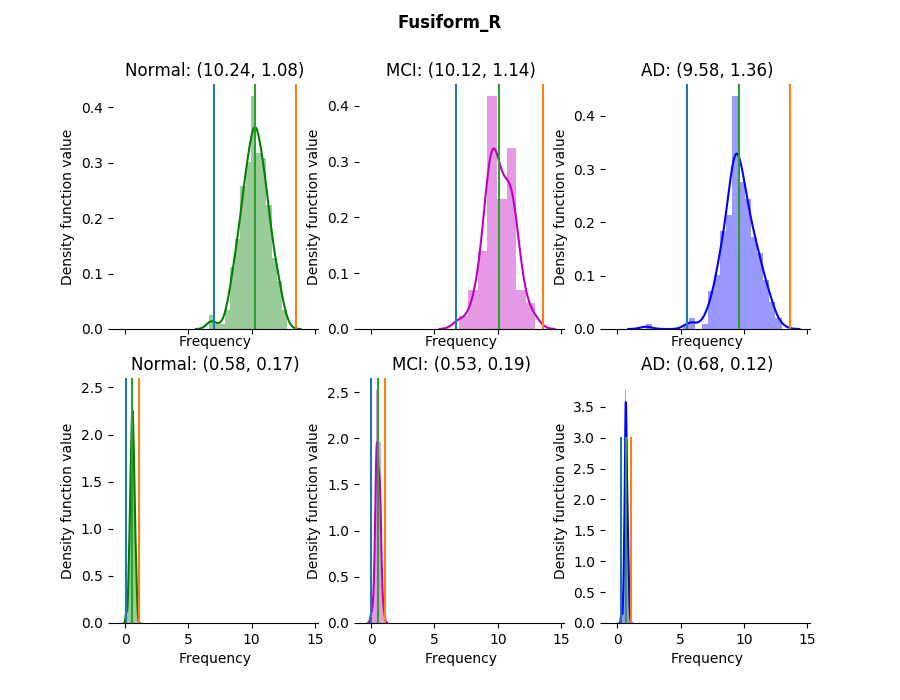 Fusiform_R
Normal: (10.24, 1.08)
MCI: (10.12, 1.14)
AD: (9.58, 1.36)
Density function value
0.4
0.3
0.2
0.1
0.0
Frequency
Density function value
0.4
0.3
0.2
0.1
0.0
Frequency
Density function value
0.4
0.3
0.2
0.1
0.0
Frequency
Normal: (0.58, 0.17)
MCI: (0.53, 0.19)
AD: (0.68, 0.12)
Density function value
2.5
2.0
1.5
1.0
0.5
0.0
0 5 10 15
Frequency
Density function value
2.5
2.0
1.5
1.0
0.5
0.0
0 5 10 15
Frequency
Density function value
3.5
3.0
2.5
2.0
1.5
1.0
0.5
0.0
0 5 10 15
Frequency